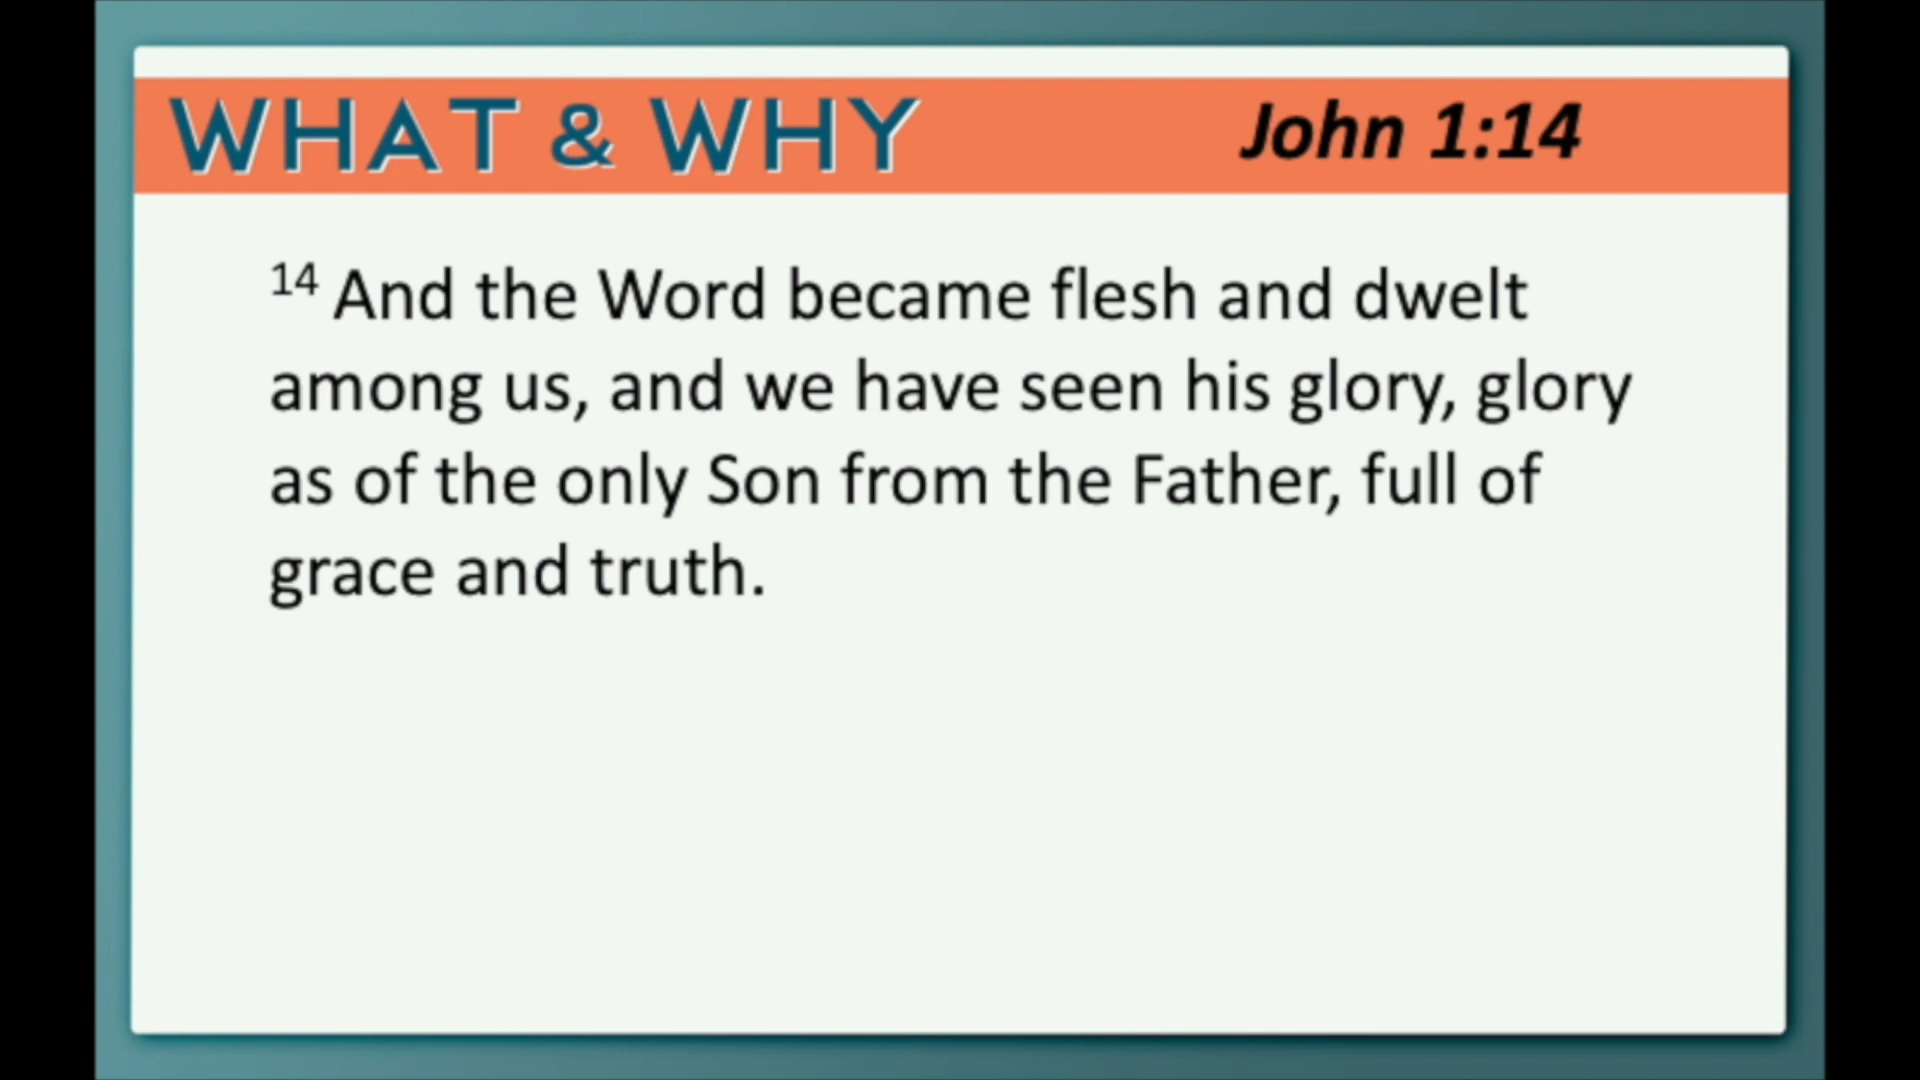 WHAT & WHY John 1:14
14 And the Word became flesh and dwelt
among us, and we have seen his glory, glory
as of the only Son from the Father, full of
grace and truth.